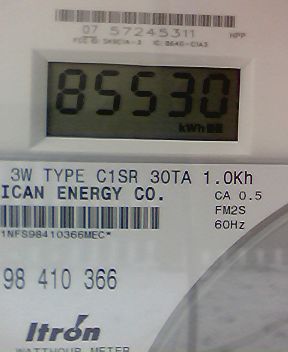 07 57245311
HPP
85530
kWh
3W TYPE C1SR 30TA 1.0Kh
ICAN ENERGY CO.
CA 0.5
FM2S
60Hz
1NFS98410366MEC*
98 410 366
Itron
WATTHOUR METER